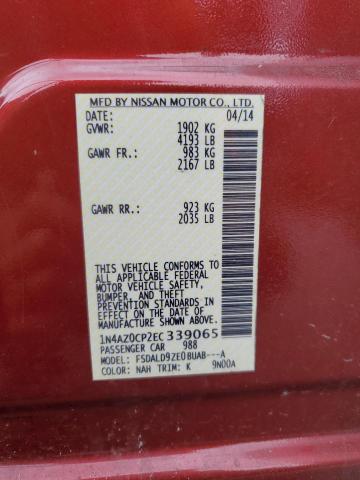 MFD BY NISSAN MOTOR CO., LTD.
DATE: 04/14
GVWR: 1902 KG
4193 LB
GAWR FR: 983 KG
2167 LB
GAWR RR: 923 KG
2035 LB
THIS VEHICLE CONFORMS TO
ALL APPLICABLE FEDERAL
MOTOR VEHICLE SAFETY,
BUMPER, AND THEFT PREVENTION
STANDARDS IN EFFECT ON THE
DATE OF MANUFACTURE
SHOWN ABOVE.
1N4AZ0CP2EC339065
PASSENGER CAR 988
MODEL: FSDALD9ZE0BUAB---A
COLOR: NAH TRIM: K 9N00A